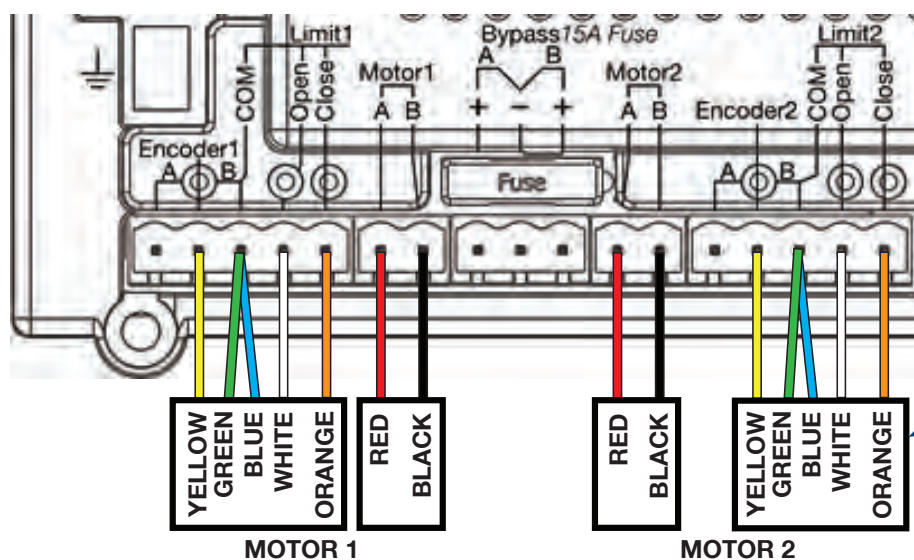 Limit1
Bypass 15A Fuse
Limit2
COM
Open
Close
Motor1
A B
A B
+ − +
Motor2
A B
Encoder2
COM
Open
Close
Encoder1
A B
Fuse
A B
YELLOW
GREEN
BLUE
WHITE
ORANGE
RED
BLACK
RED
BLACK
YELLOW
GREEN
BLUE
WHITE
ORANGE
MOTOR 1
MOTOR 2